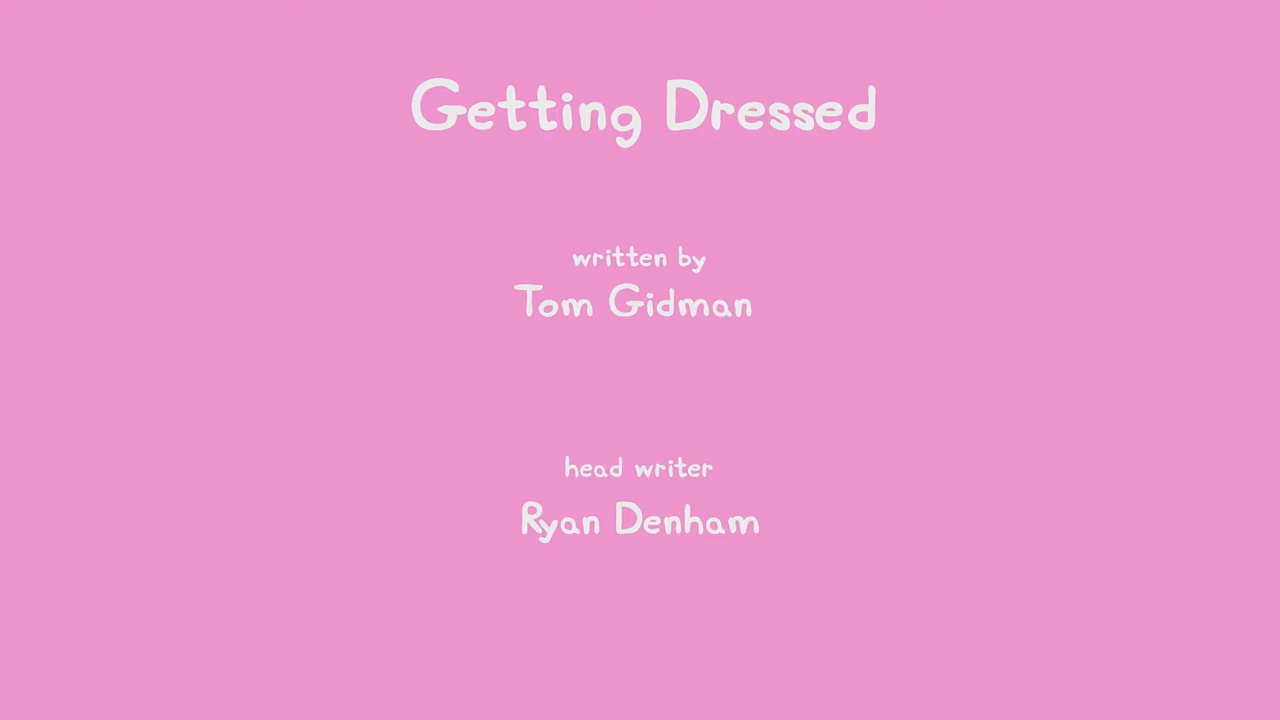 Getting Dressed
written by
Tom Gidman
head writer
Ryan Denham